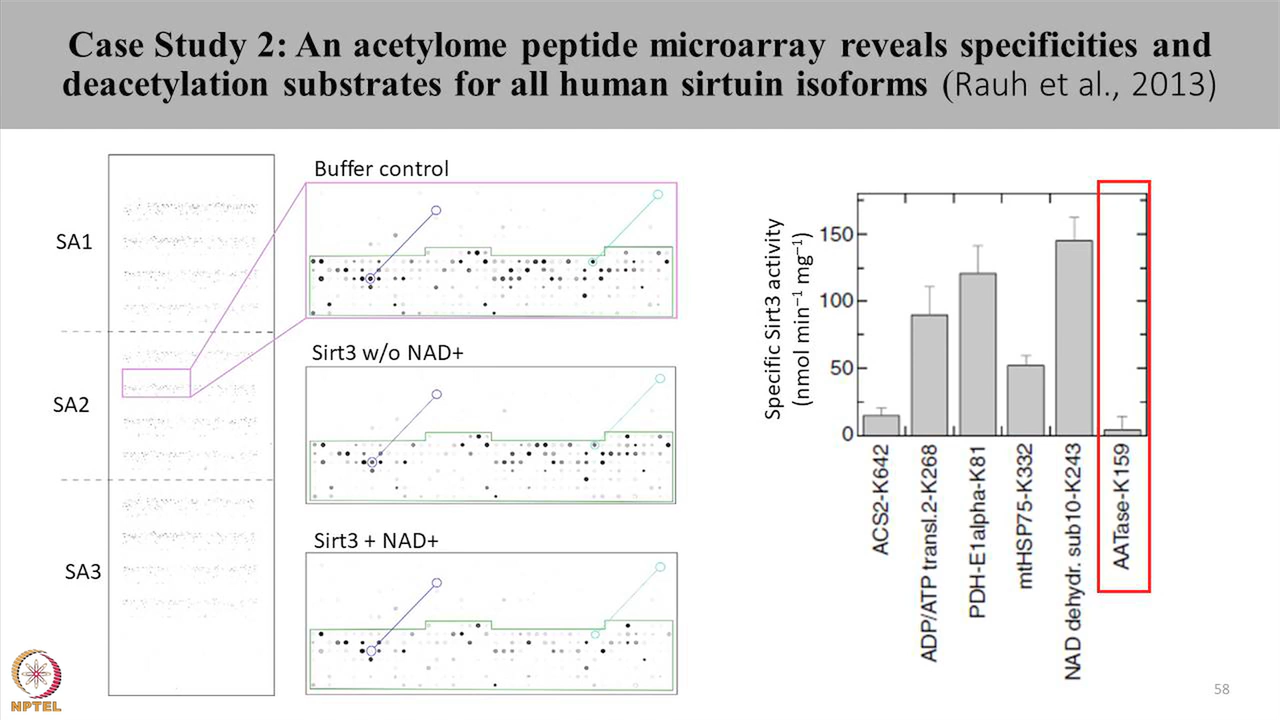 Case Study 2: An acetylome peptide microarray reveals specificities and
deacetylation substrates for all human sirtuin isoforms (Rauh et al., 2013)
SA1
SA2
SA3
Buffer control
Sirt3 w/o NAD+
Sirt3 + NAD+
Specific Sirt3 activity
(nmol min⁻¹ mg⁻¹)
150
100
50
0
ACS2-K642
ADP/ATP transl.2-K268
PDH-E1alpha-K81
mtHSP75-K332
NAD dehydr. sub10-K243
AATase-K159
NPTEL
58